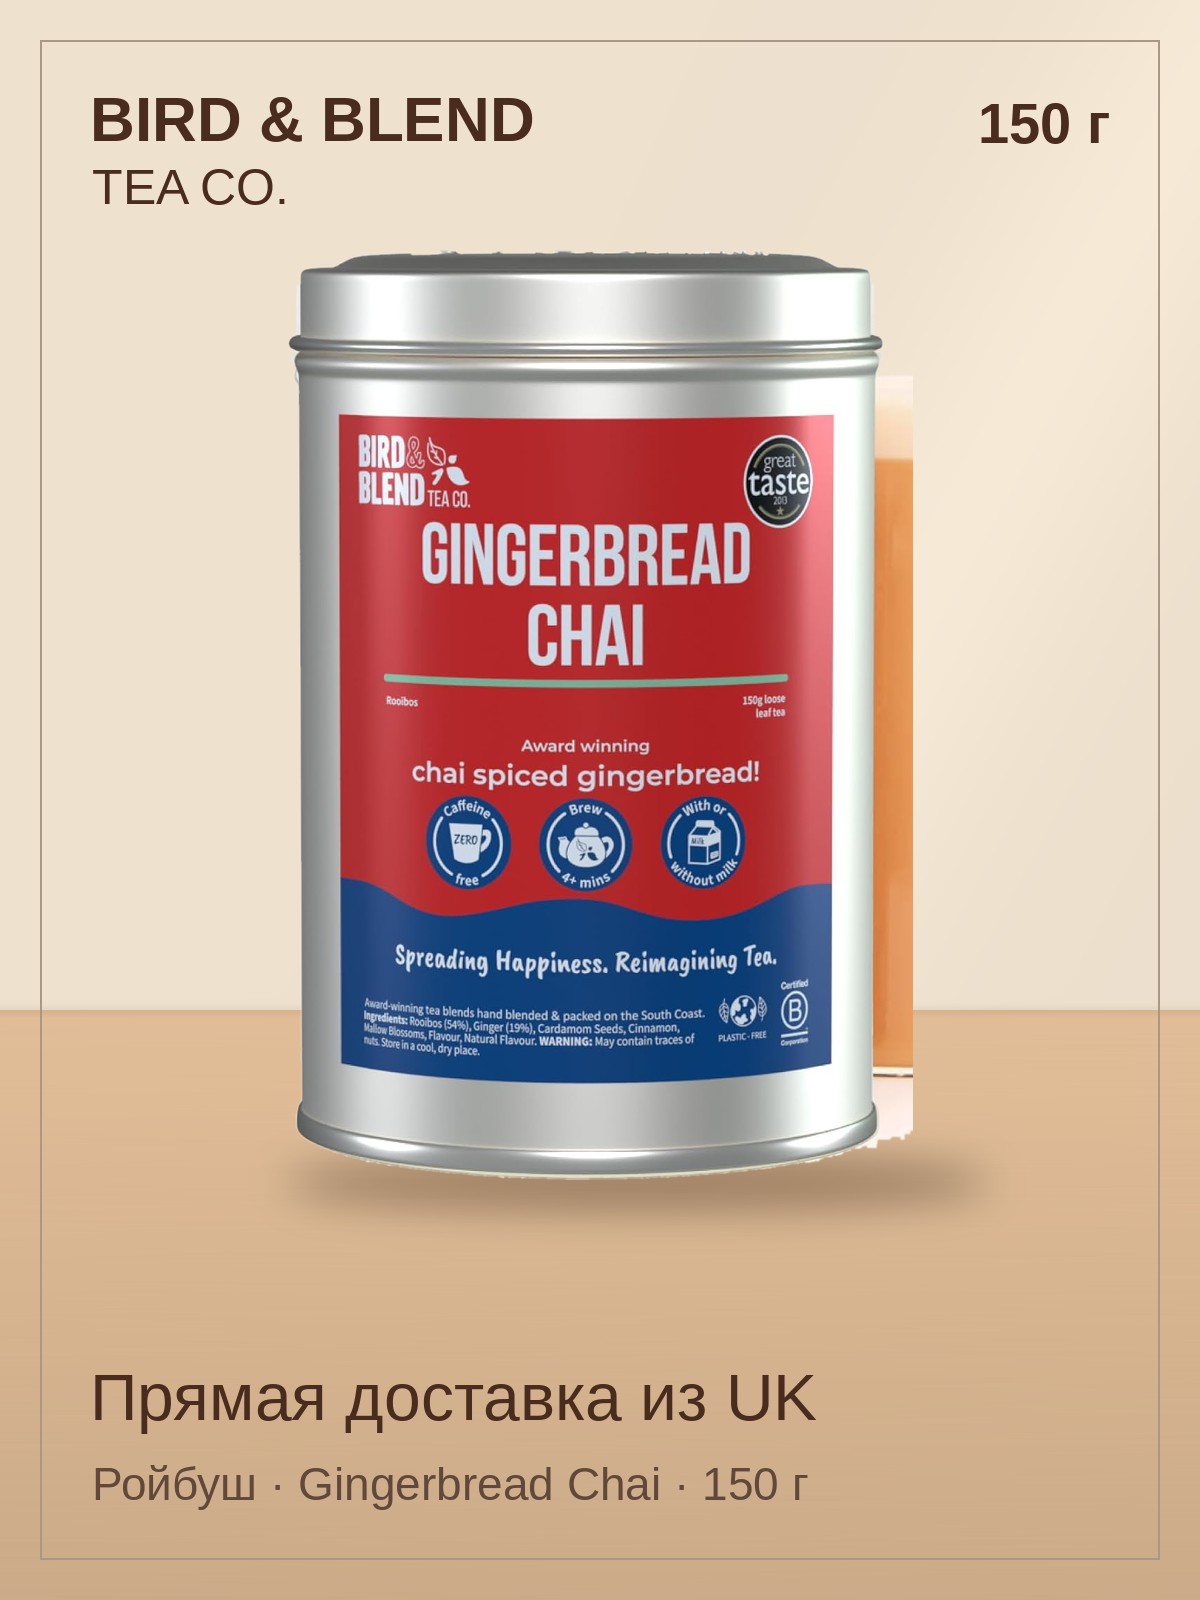 BIRD & BLEND
TEA CO.
150 г
BIRD &
BLEND TEA CO.
great
taste
2013
GINGERBREAD
CHAI
Rooibos
150g loose
leaf tea
Award winning
chai spiced gingerbread!
Caffeine
ZERO
free
Brew
4+ mins
With or
Milk
without milk
Spreading Happiness. Reimagining Tea.
Award-winning tea blends hand blended & packed on the South Coast.
Ingredients: Rooibos (54%), Ginger (19%), Cardamom Seeds, Cinnamon,
Mallow Blossoms, Flavour, Natural Flavour. WARNING: May contain traces of
nuts. Store in a cool, dry place.
PLASTIC-FREE
Certified
B
Corporation
Прямая доставка из UK
Ройбуш · Gingerbread Chai · 150 г